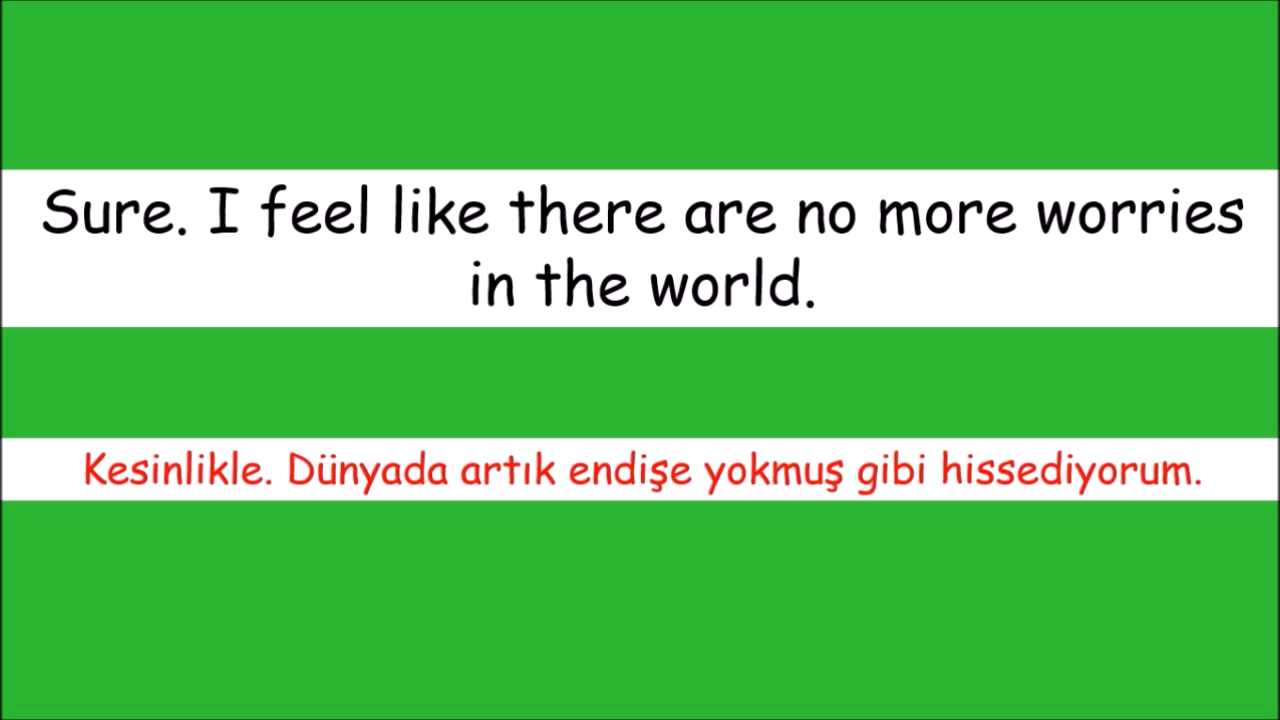 Sure. I feel like there are no more worries
in the world.
Kesinlikle. Dünyada artık endişe yokmuş gibi hissediyorum.